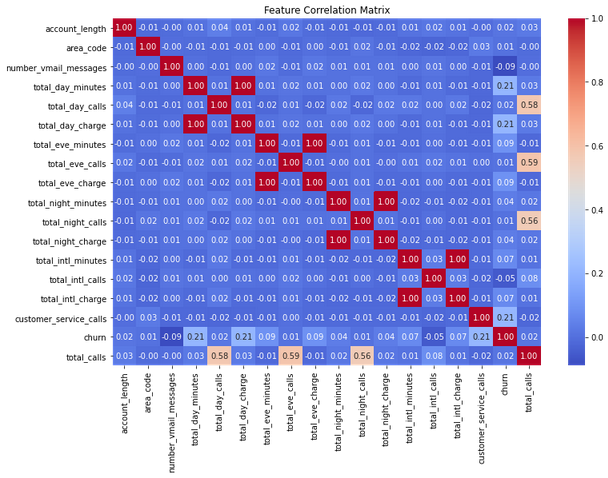 Feature Correlation Matrix
account_length 1.00 -0.01 -0.00 0.01 0.04 0.01 -0.01 0.02 -0.01 -0.01 -0.01 -0.01 0.01 0.02 0.01 -0.00 0.02 0.03
area_code -0.01 1.00 -0.00 -0.01 -0.01 -0.01 0.00 -0.01 0.00 -0.01 0.02 -0.01 -0.02 -0.02 -0.02 0.03 0.01 -0.00
number_vmail_messages -0.00 -0.00 1.00 0.00 -0.01 0.00 0.02 -0.01 0.02 0.01 0.01 0.01 0.00 0.01 0.00 -0.01 -0.09 -0.00
total_day_minutes 0.01 -0.01 0.00 1.00 0.01 1.00 0.01 0.02 0.01 0.00 0.02 0.00 -0.01 0.01 -0.01 -0.01 0.21 0.03
total_day_calls 0.04 -0.01 -0.01 0.01 1.00 0.01 -0.02 0.01 -0.02 0.02 -0.02 0.02 0.02 0.00 0.02 -0.02 0.02 0.58
total_day_charge 0.01 -0.01 0.00 1.00 0.01 1.00 0.01 0.02 0.01 0.00 0.02 0.00 -0.01 0.01 -0.01 -0.01 0.21 0.03
total_eve_minutes -0.01 0.00 0.02 0.01 -0.02 0.01 1.00 -0.01 1.00 -0.01 0.01 -0.01 -0.01 0.00 -0.01 -0.01 0.09 -0.01
total_eve_calls 0.02 -0.01 -0.01 0.02 0.01 0.02 -0.01 1.00 -0.01 -0.00 0.01 -0.00 0.01 0.02 0.01 0.00 0.01 0.59
total_eve_charge -0.01 0.00 0.02 0.01 -0.02 0.01 1.00 -0.01 1.00 -0.01 0.01 -0.01 -0.01 0.00 -0.01 -0.01 0.09 -0.01
total_night_minutes -0.01 -0.01 0.01 0.00 0.02 0.00 -0.01 -0.00 -0.01 1.00 0.01 1.00 -0.02 -0.01 -0.02 -0.01 0.04 0.02
total_night_calls -0.01 0.02 0.01 0.02 -0.02 0.02 0.01 0.01 0.01 0.01 1.00 0.01 -0.01 0.00 -0.01 -0.01 0.01 0.56
total_night_charge -0.01 -0.01 0.01 0.00 0.02 0.00 -0.01 -0.00 -0.01 1.00 0.01 1.00 -0.02 -0.01 -0.02 -0.01 0.04 0.02
total_intl_minutes 0.01 -0.02 0.00 -0.01 0.02 -0.01 -0.01 0.01 -0.01 -0.02 -0.01 -0.02 1.00 0.03 1.00 -0.01 0.07 0.01
total_intl_calls 0.02 -0.02 0.01 0.01 0.00 0.01 0.00 0.02 0.00 -0.01 0.00 -0.01 0.03 1.00 0.03 -0.02 -0.05 0.08
total_intl_charge 0.01 -0.02 0.00 -0.01 0.02 -0.01 -0.01 0.01 -0.01 -0.02 -0.01 -0.02 1.00 0.03 1.00 -0.01 0.07 0.01
customer_service_calls -0.00 0.03 -0.01 -0.01 -0.02 -0.01 -0.01 0.00 -0.01 -0.01 -0.01 -0.01 -0.01 -0.02 -0.01 1.00 0.21 -0.02
churn 0.02 0.01 -0.09 0.21 0.02 0.21 0.09 0.01 0.09 0.04 0.01 0.04 0.07 -0.05 0.07 0.21 1.00 0.02
total_calls 0.03 -0.00 -0.00 0.03 0.58 0.03 -0.01 0.59 -0.01 0.02 0.56 0.02 0.01 0.08 0.01 -0.02 0.02 1.00
account_length
area_code
number_vmail_messages
total_day_minutes
total_day_calls
total_day_charge
total_eve_minutes
total_eve_calls
total_eve_charge
total_night_minutes
total_night_calls
total_night_charge
total_intl_minutes
total_intl_calls
total_intl_charge
customer_service_calls
churn
total_calls
1.0
0.8
0.6
0.4
0.2
0.0